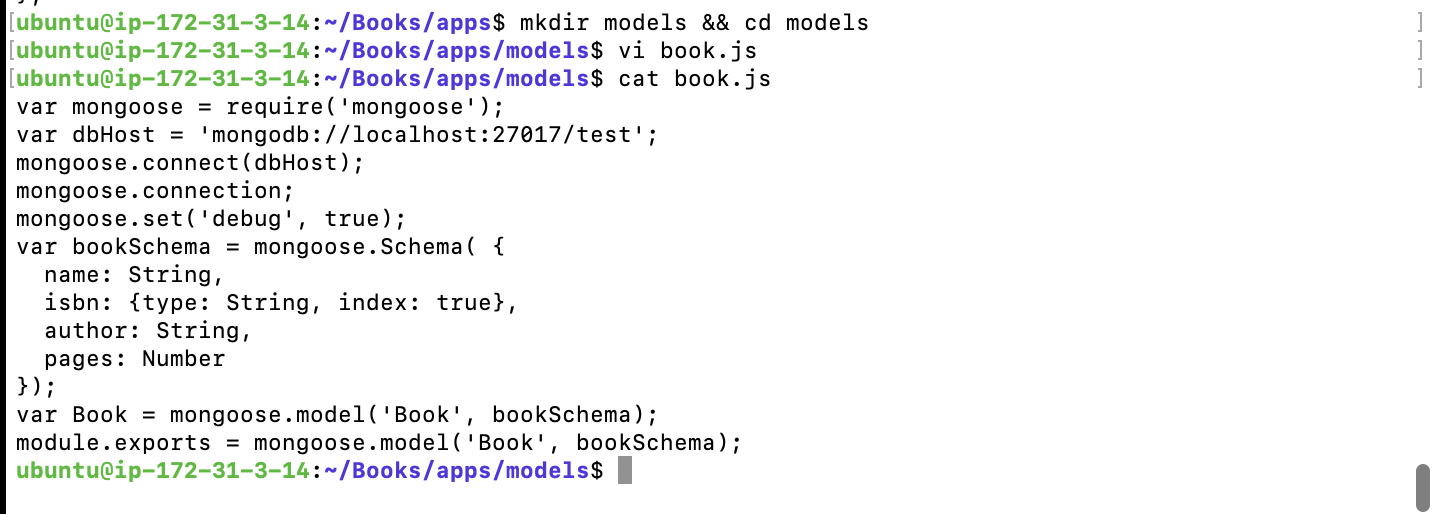 };
[ubuntu@ip-172-31-3-14:~/Books/apps$ mkdir models && cd models ]
[ubuntu@ip-172-31-3-14:~/Books/apps/models$ vi book.js ]
[ubuntu@ip-172-31-3-14:~/Books/apps/models$ cat book.js ]
var mongoose = require('mongoose');
var dbHost = 'mongodb://localhost:27017/test';
mongoose.connect(dbHost);
mongoose.connection;
mongoose.set('debug', true);
var bookSchema = mongoose.Schema( {
  name: String,
  isbn: {type: String, index: true},
  author: String,
  pages: Number
});
var Book = mongoose.model('Book', bookSchema);
module.exports = mongoose.model('Book', bookSchema);
ubuntu@ip-172-31-3-14:~/Books/apps/models$